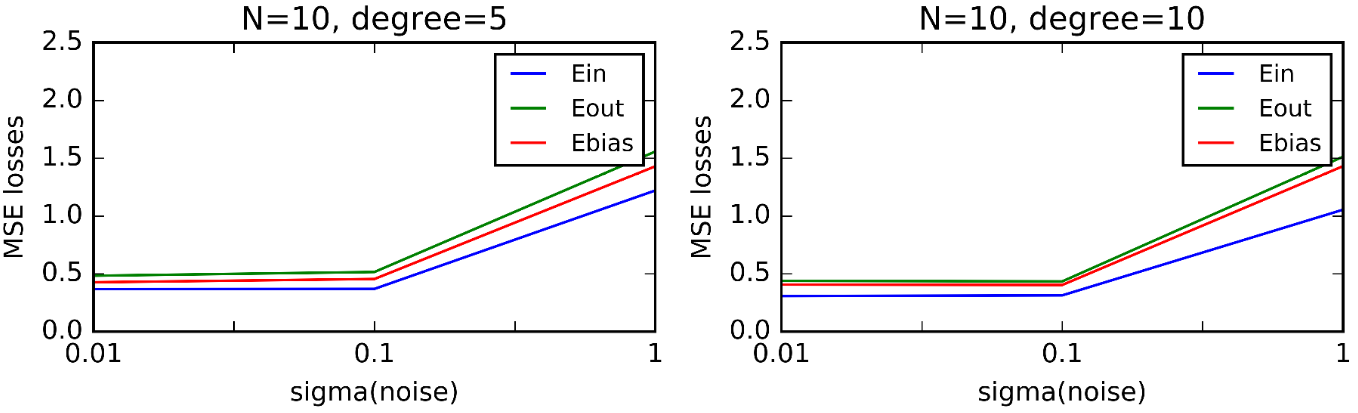 N=10, degree=5
2.5
2.0
1.5
1.0
0.5
0.0
MSE losses
Ein
Eout
Ebias
0.01
0.1
1
sigma(noise)
N=10, degree=10
2.5
2.0
1.5
1.0
0.5
0.0
MSE losses
Ein
Eout
Ebias
0.01
0.1
1
sigma(noise)